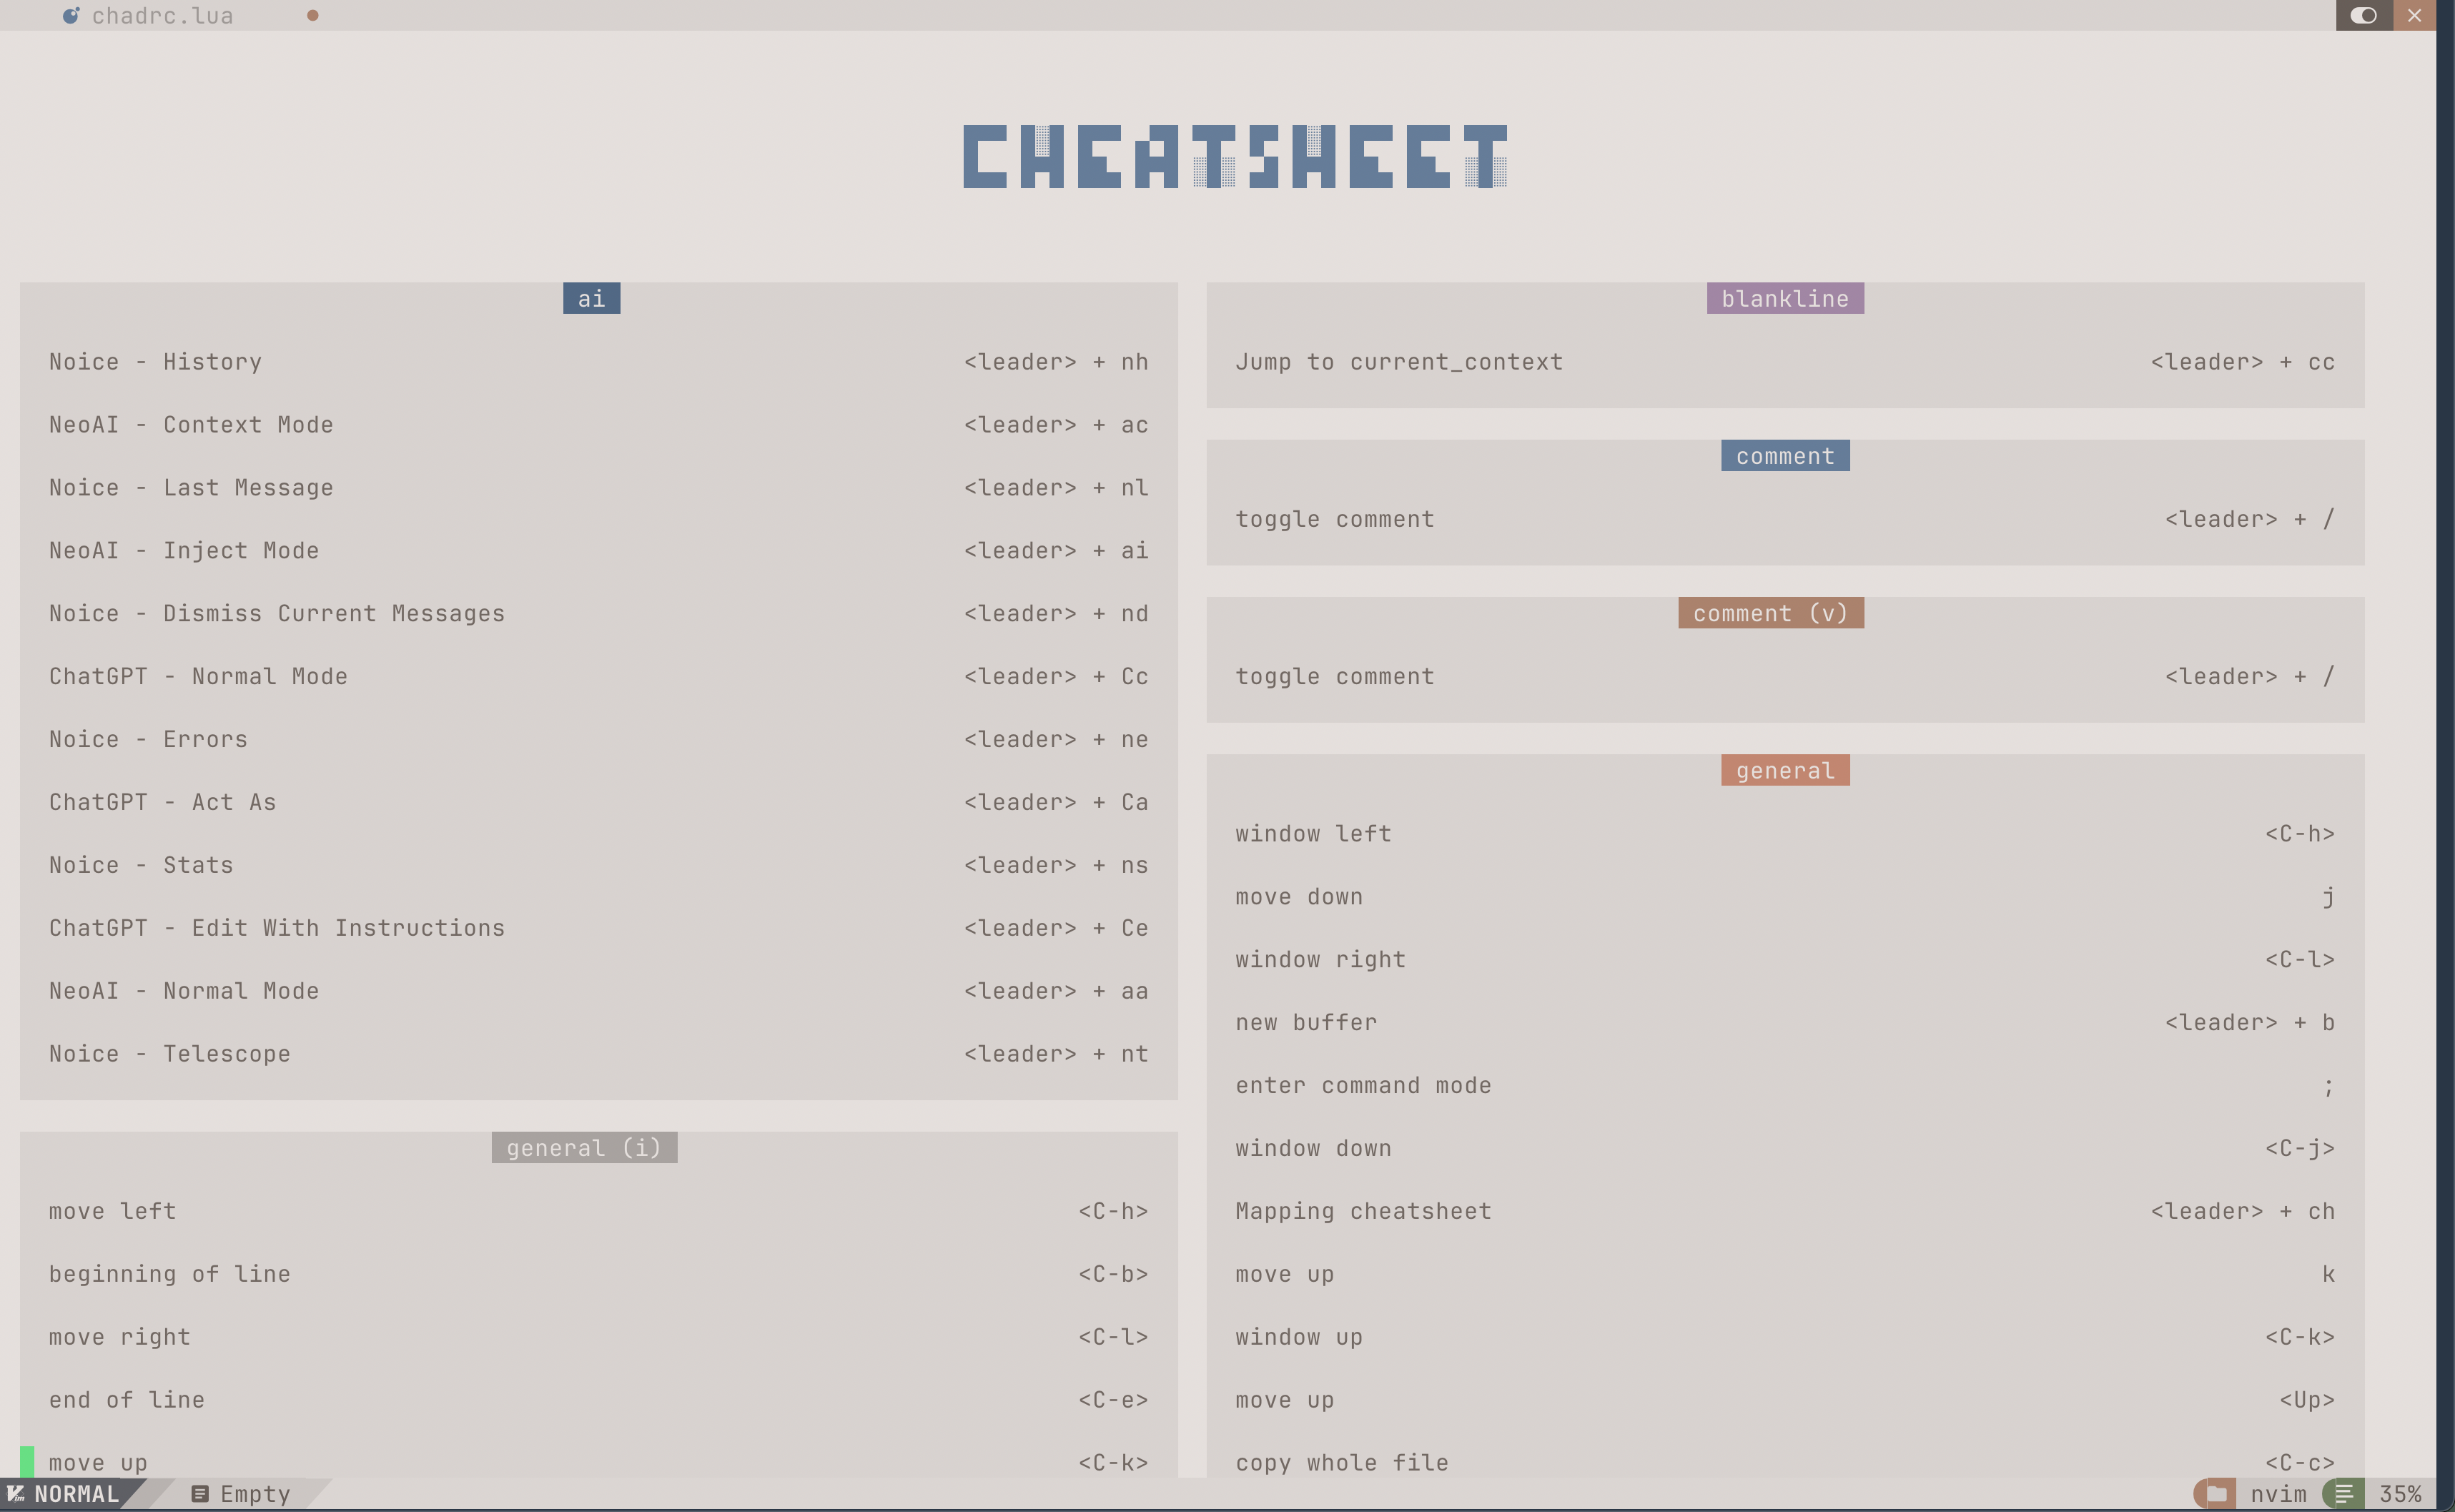 chadrc.lua
CHEATSHEET
ai
Noice - History <leader> + nh
NeoAI - Context Mode <leader> + ac
Noice - Last Message <leader> + nl
NeoAI - Inject Mode <leader> + ai
Noice - Dismiss Current Messages <leader> + nd
ChatGPT - Normal Mode <leader> + Cc
Noice - Errors <leader> + ne
ChatGPT - Act As <leader> + Ca
Noice - Stats <leader> + ns
ChatGPT - Edit With Instructions <leader> + Ce
NeoAI - Normal Mode <leader> + aa
Noice - Telescope <leader> + nt
general (i)
move left <C-h>
beginning of line <C-b>
move right <C-l>
end of line <C-e>
move up <C-k>
blankline
Jump to current_context <leader> + cc
comment
toggle comment <leader> + /
comment (v)
toggle comment <leader> + /
general
window left <C-h>
move down j
window right <C-l>
new buffer <leader> + b
enter command mode ;
window down <C-j>
Mapping cheatsheet <leader> + ch
move up k
window up <C-k>
move up <Up>
copy whole file <C-c>
NORMAL Empty nvim 35%